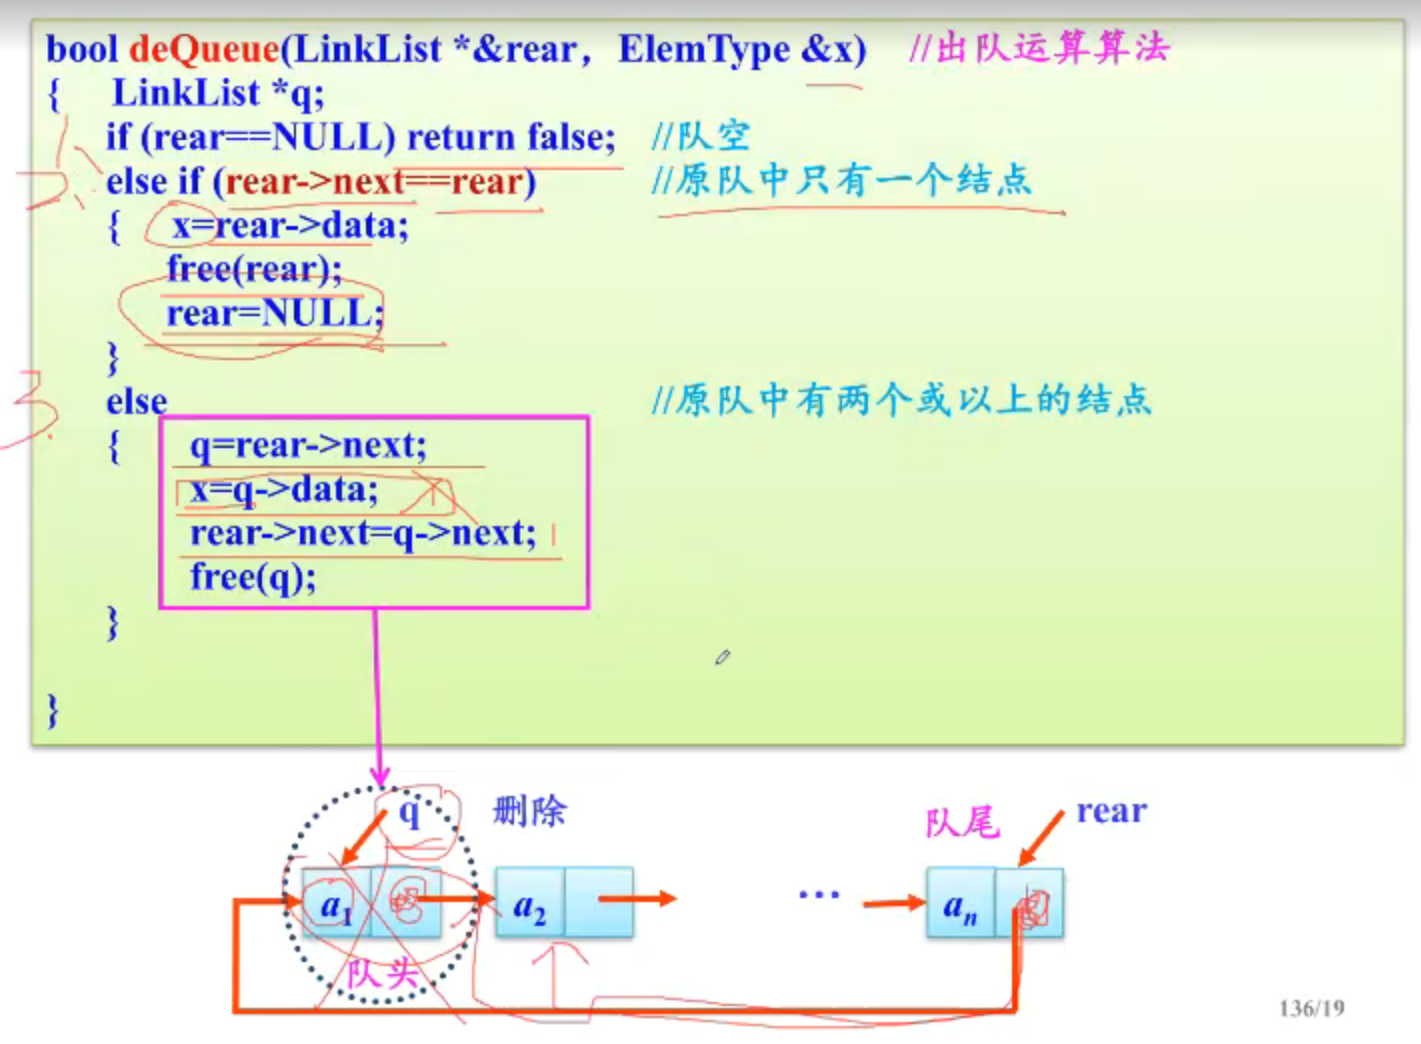 bool deQueue(LinkList *&rear，ElemType &x) //出队运算算法
{ LinkList *q;
if (rear==NULL) return false; //队空
else if (rear->next==rear) //原队中只有一个结点
{ x=rear->data;
free(rear);
rear=NULL;
}
else //原队中有两个或以上的结点
{ q=rear->next;
x=q->data;
rear->next=q->next;
free(q);
}
}
q 删除 队尾 rear
a1 a2 … an
队头
136/19